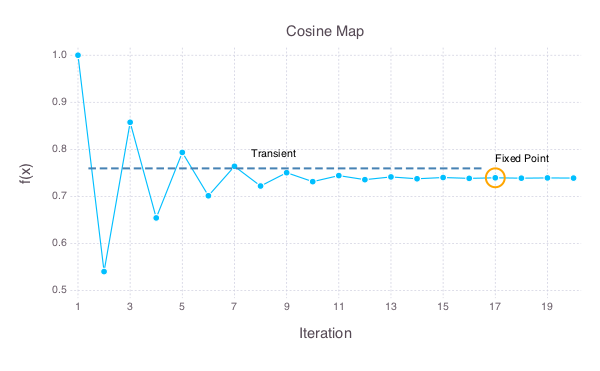 Cosine Map
f(x)
1.0
0.9
0.8
0.7
0.6
0.5
Transient
Fixed Point
1 3 5 7 9 11 13 15 17 19
Iteration